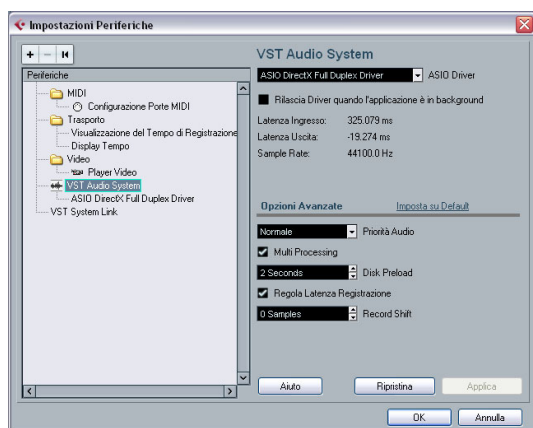 Impostazioni Periferiche
Periferiche
MIDI
Configurazione Porte MIDI
Trasporto
Visualizzazione del Tempo di Registrazione
Display Tempo
Video
Player Video
VST Audio System
ASIO DirectX Full Duplex Driver
VST System Link
VST Audio System
ASIO DirectX Full Duplex Driver ASIO Driver
Rilascia Driver quando l'applicazione è in background
Latenza Ingresso: 325.079 ms
Latenza Uscita: -19.274 ms
Sample Rate: 44100.0 Hz
Opzioni Avanzate Imposta su Default
Normale Priorità Audio
Multi Processing
2 Seconds Disk Preload
Regola Latenza Registrazione
0 Samples Record Shift
Aiuto Ripristina Applica
OK Annulla